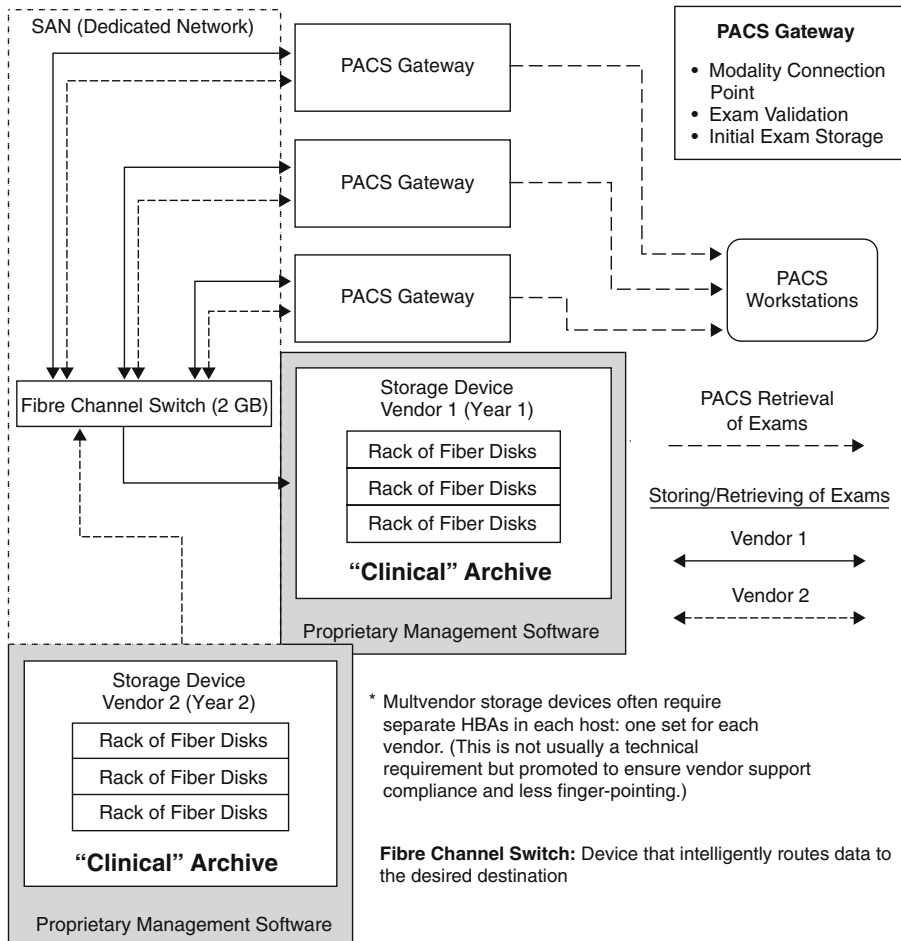 SAN (Dedicated Network)
PACS Gateway
PACS Gateway
PACS Gateway
PACS Gateway
• Modality Connection
Point
• Exam Validation
• Initial Exam Storage
PACS
Workstations
Fibre Channel Switch (2 GB)
Storage Device
Vendor 1 (Year 1)
Rack of Fiber Disks
Rack of Fiber Disks
Rack of Fiber Disks
“Clinical” Archive
Proprietary Management Software
PACS Retrieval
of Exams
Storing/Retrieving of Exams
Vendor 1
Vendor 2
Storage Device
Vendor 2 (Year 2)
Rack of Fiber Disks
Rack of Fiber Disks
Rack of Fiber Disks
“Clinical” Archive
Proprietary Management Software
* Multvendor storage devices often require
separate HBAs in each host: one set for each
vendor. (This is not usually a technical
requirement but promoted to ensure vendor support
compliance and less finger-pointing.)
Fibre Channel Switch: Device that intelligently routes data to
the desired destination